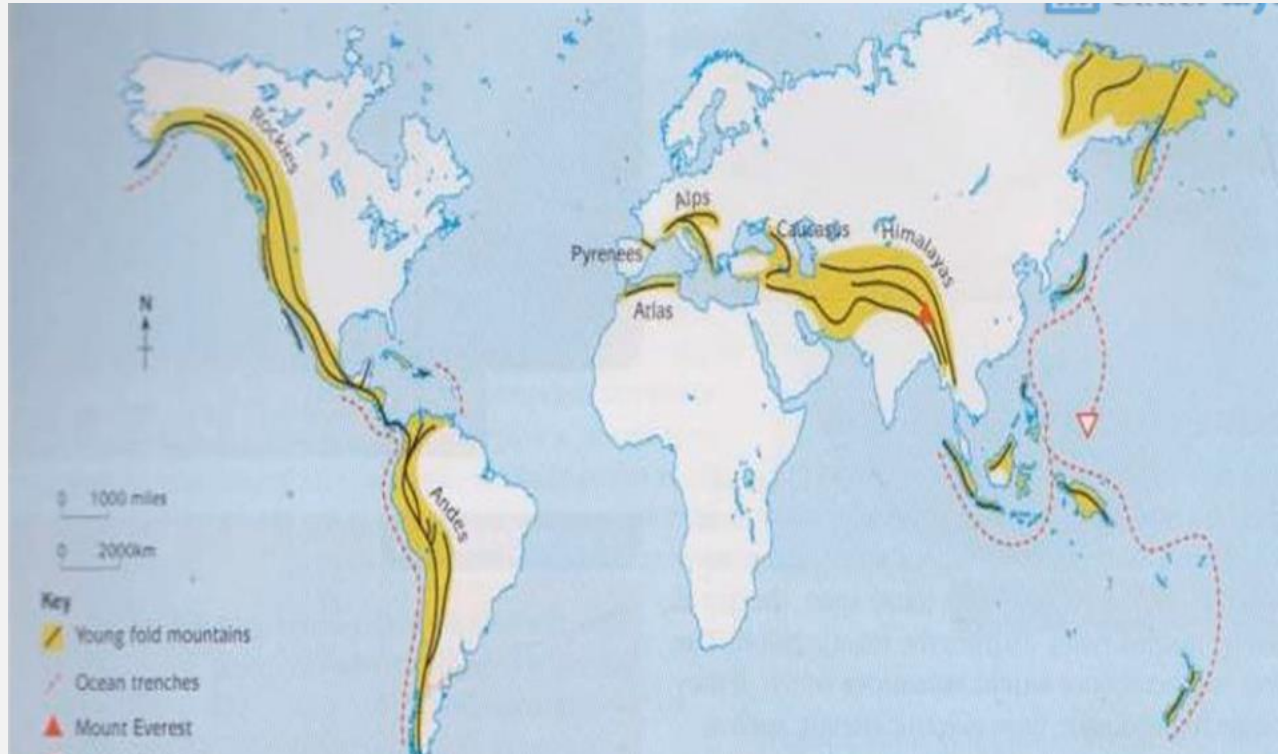 Rockies
Alps
Caucasus
Himalayas
Pyrenees
Atlas
N
Andes
0 1000 miles
0 2000km
Key
Young fold mountains
Ocean trenches
Mount Everest